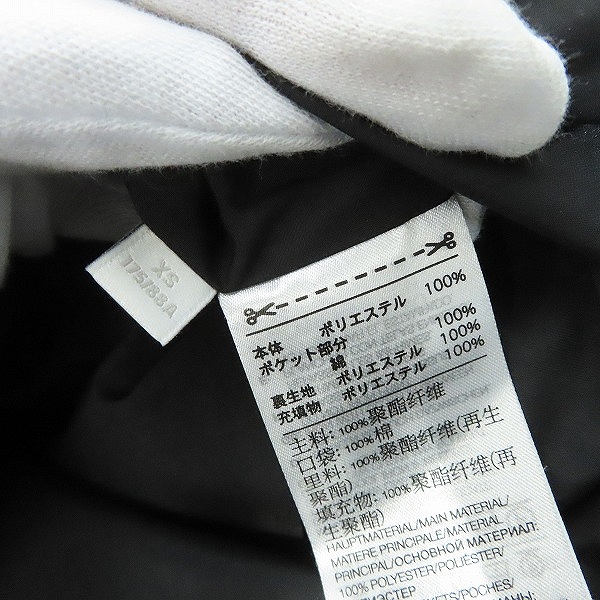 XS
175/88A
本体 ポリエステル 100%
ポケット部分
綿 100%
裏生地 ポリエステル 100%
充填物 ポリエステル 100%
主料: 100%聚酯纤维
口袋: 100%棉
里料: 100%聚酯纤维(再生
聚酯)
填充物: 100%聚酯纤维(再
生聚酯)
HAUPTMATERIAL/MAIN MATERIAL/
MATIERE PRINCIPALE/MATERIAL
PRINCIPAL/ОСНОВНОЙ МАТЕРИАЛ:
100% POLYESTER/POLIÉSTER/